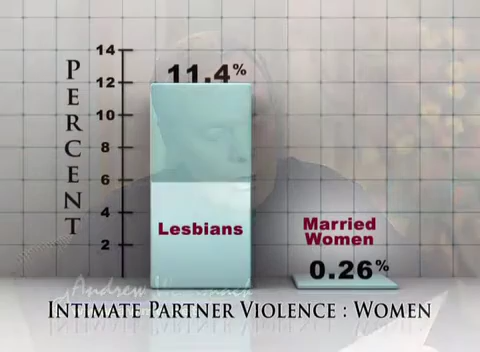 PERCENT
14
12
10
8
6
4
2
11.4%
Lesbians
Married
Women
0.26%
Andrew
INTIMATE PARTNER VIOLENCE : WOMEN